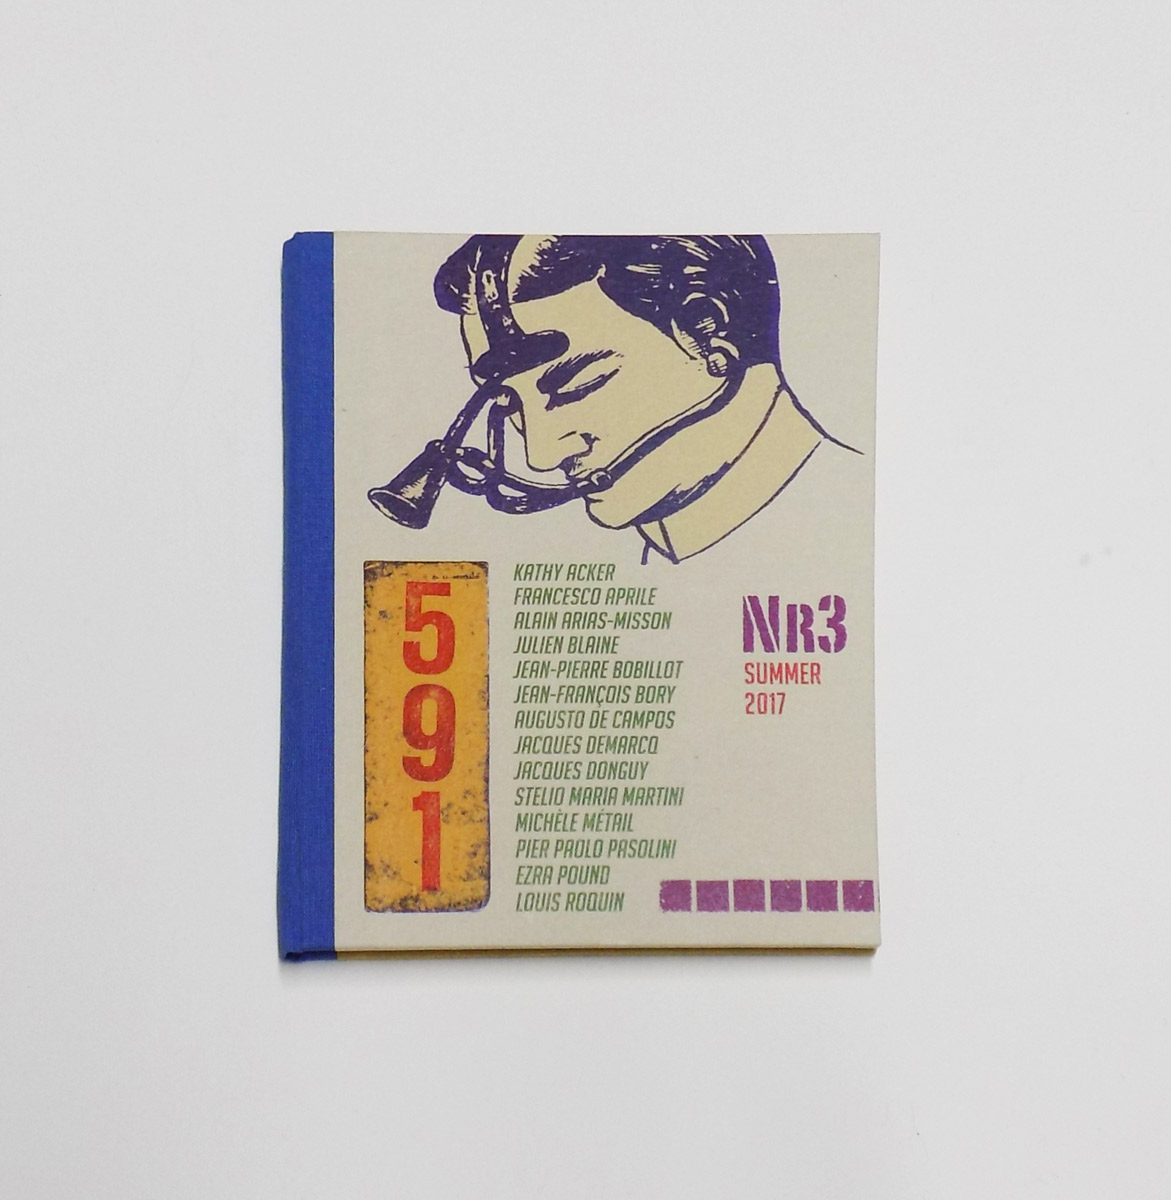 591
KATHY ACKER
FRANCESCO APRILE
ALAIN ARIAS-MISSON
JULIEN BLAINE
JEAN-PIERRE BOBILLOT
JEAN-FRANÇOIS BORY
AUGUSTO DE CAMPOS
JACQUES DEMARCQ
JACQUES DONGUY
STELIO MARIA MARTINI
MICHÈLE MÉTAIL
PIER PAOLO PASOLINI
EZRA POUND
LOUIS ROQUIN
NR3
SUMMER
2017